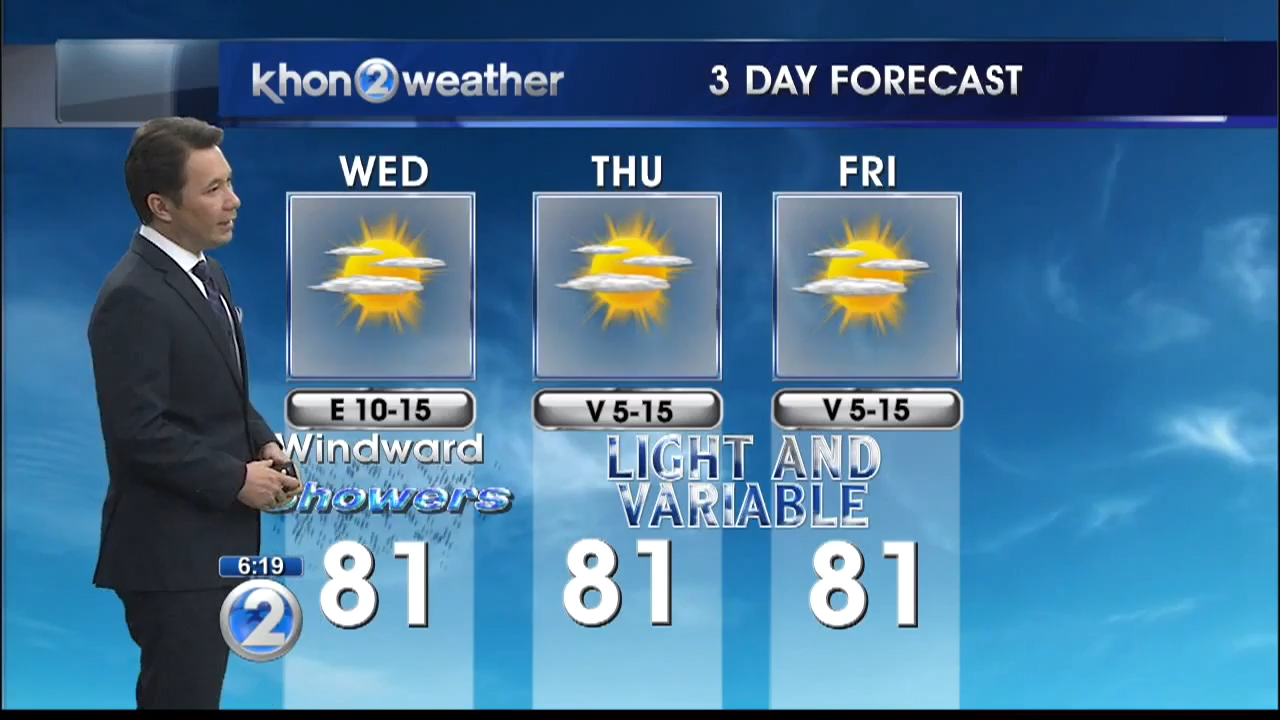 khon2weather
3 DAY FORECAST
WED
THU
FRI
E 10-15
V 5-15
V 5-15
Windward
Showers
LIGHT AND
VARIABLE
6:19
2
81
81
81